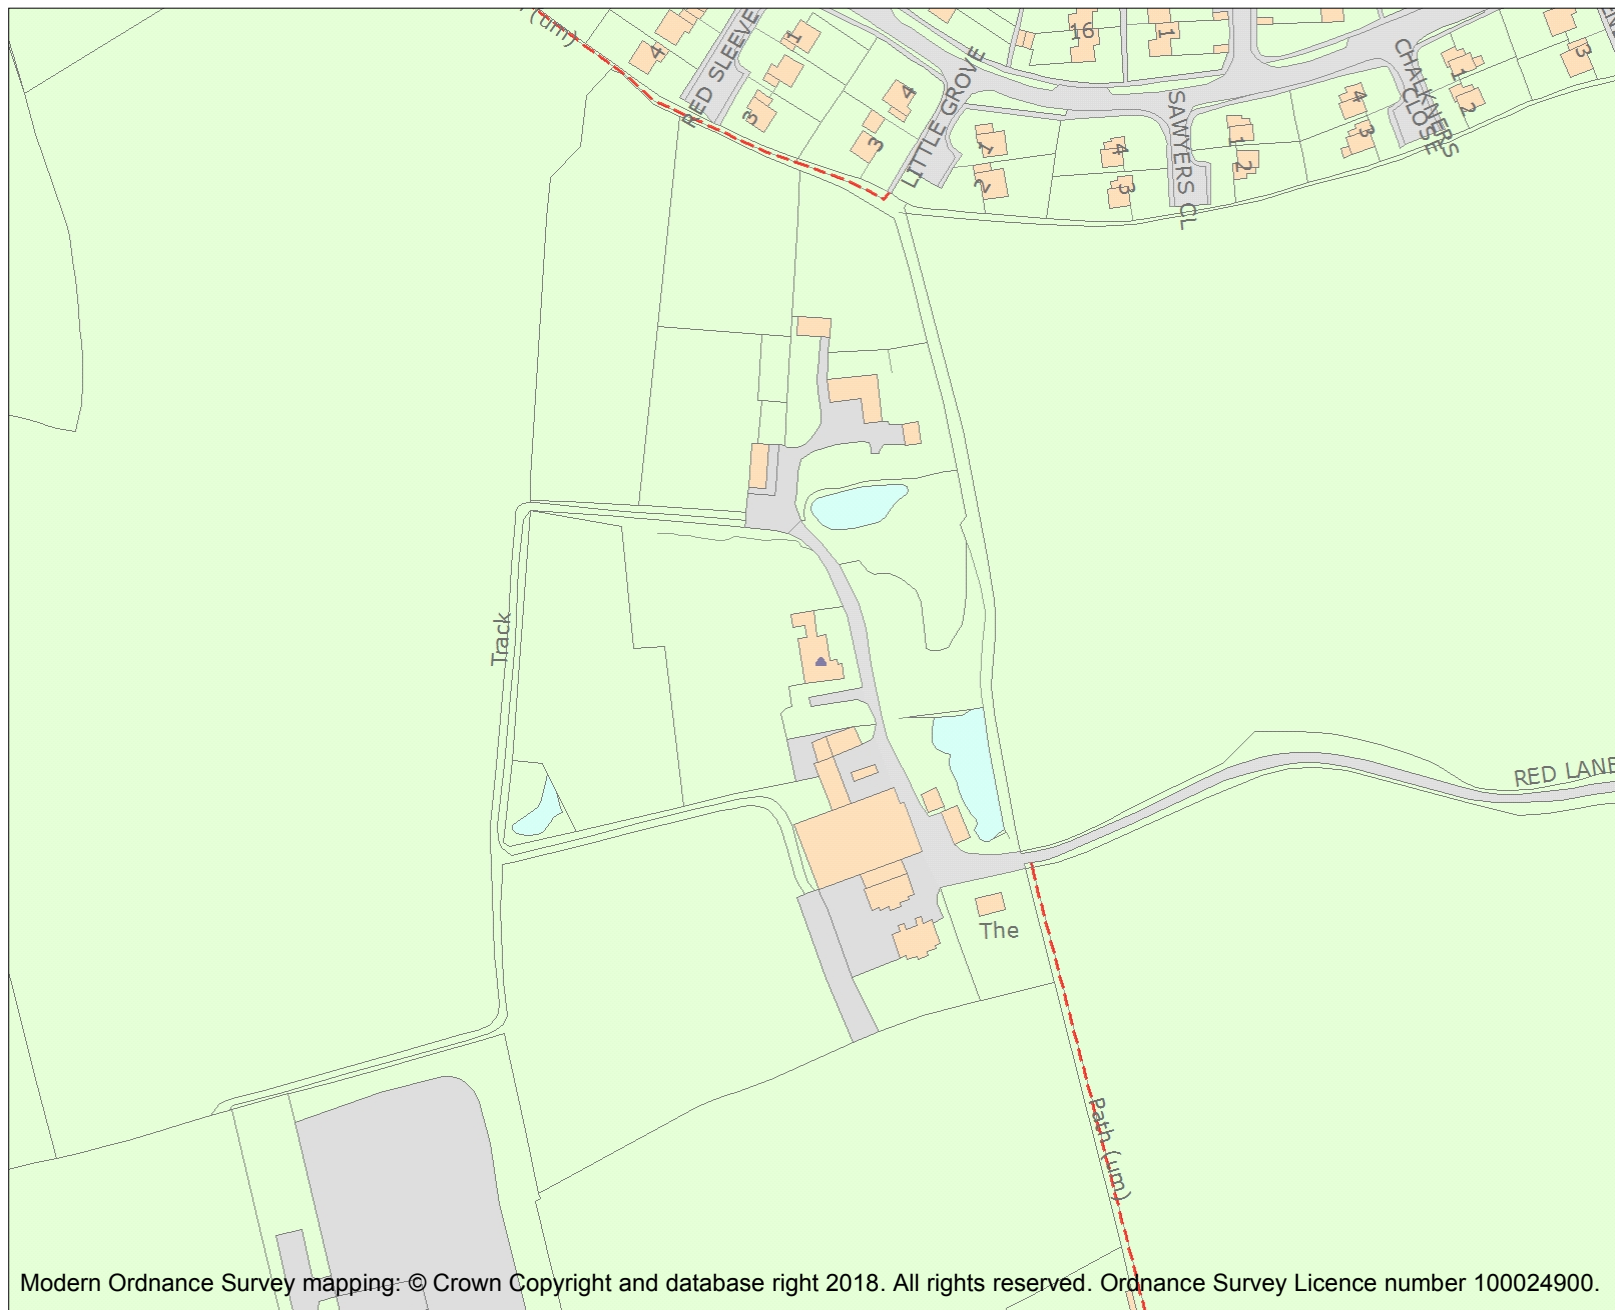 (um)
4
RED SLEEVE
1
3
4
3
LITTLE GROVE
16
1
1
2
4
3
SAWYERS CL
1
2
4
3
CHALKNERS
CLOSE
1
2
3
Track
RED LANE
The
Path (um)
Modern Ordnance Survey mapping: © Crown Copyright and database right 2018. All rights reserved. Ordnance Survey Licence number 100024900.